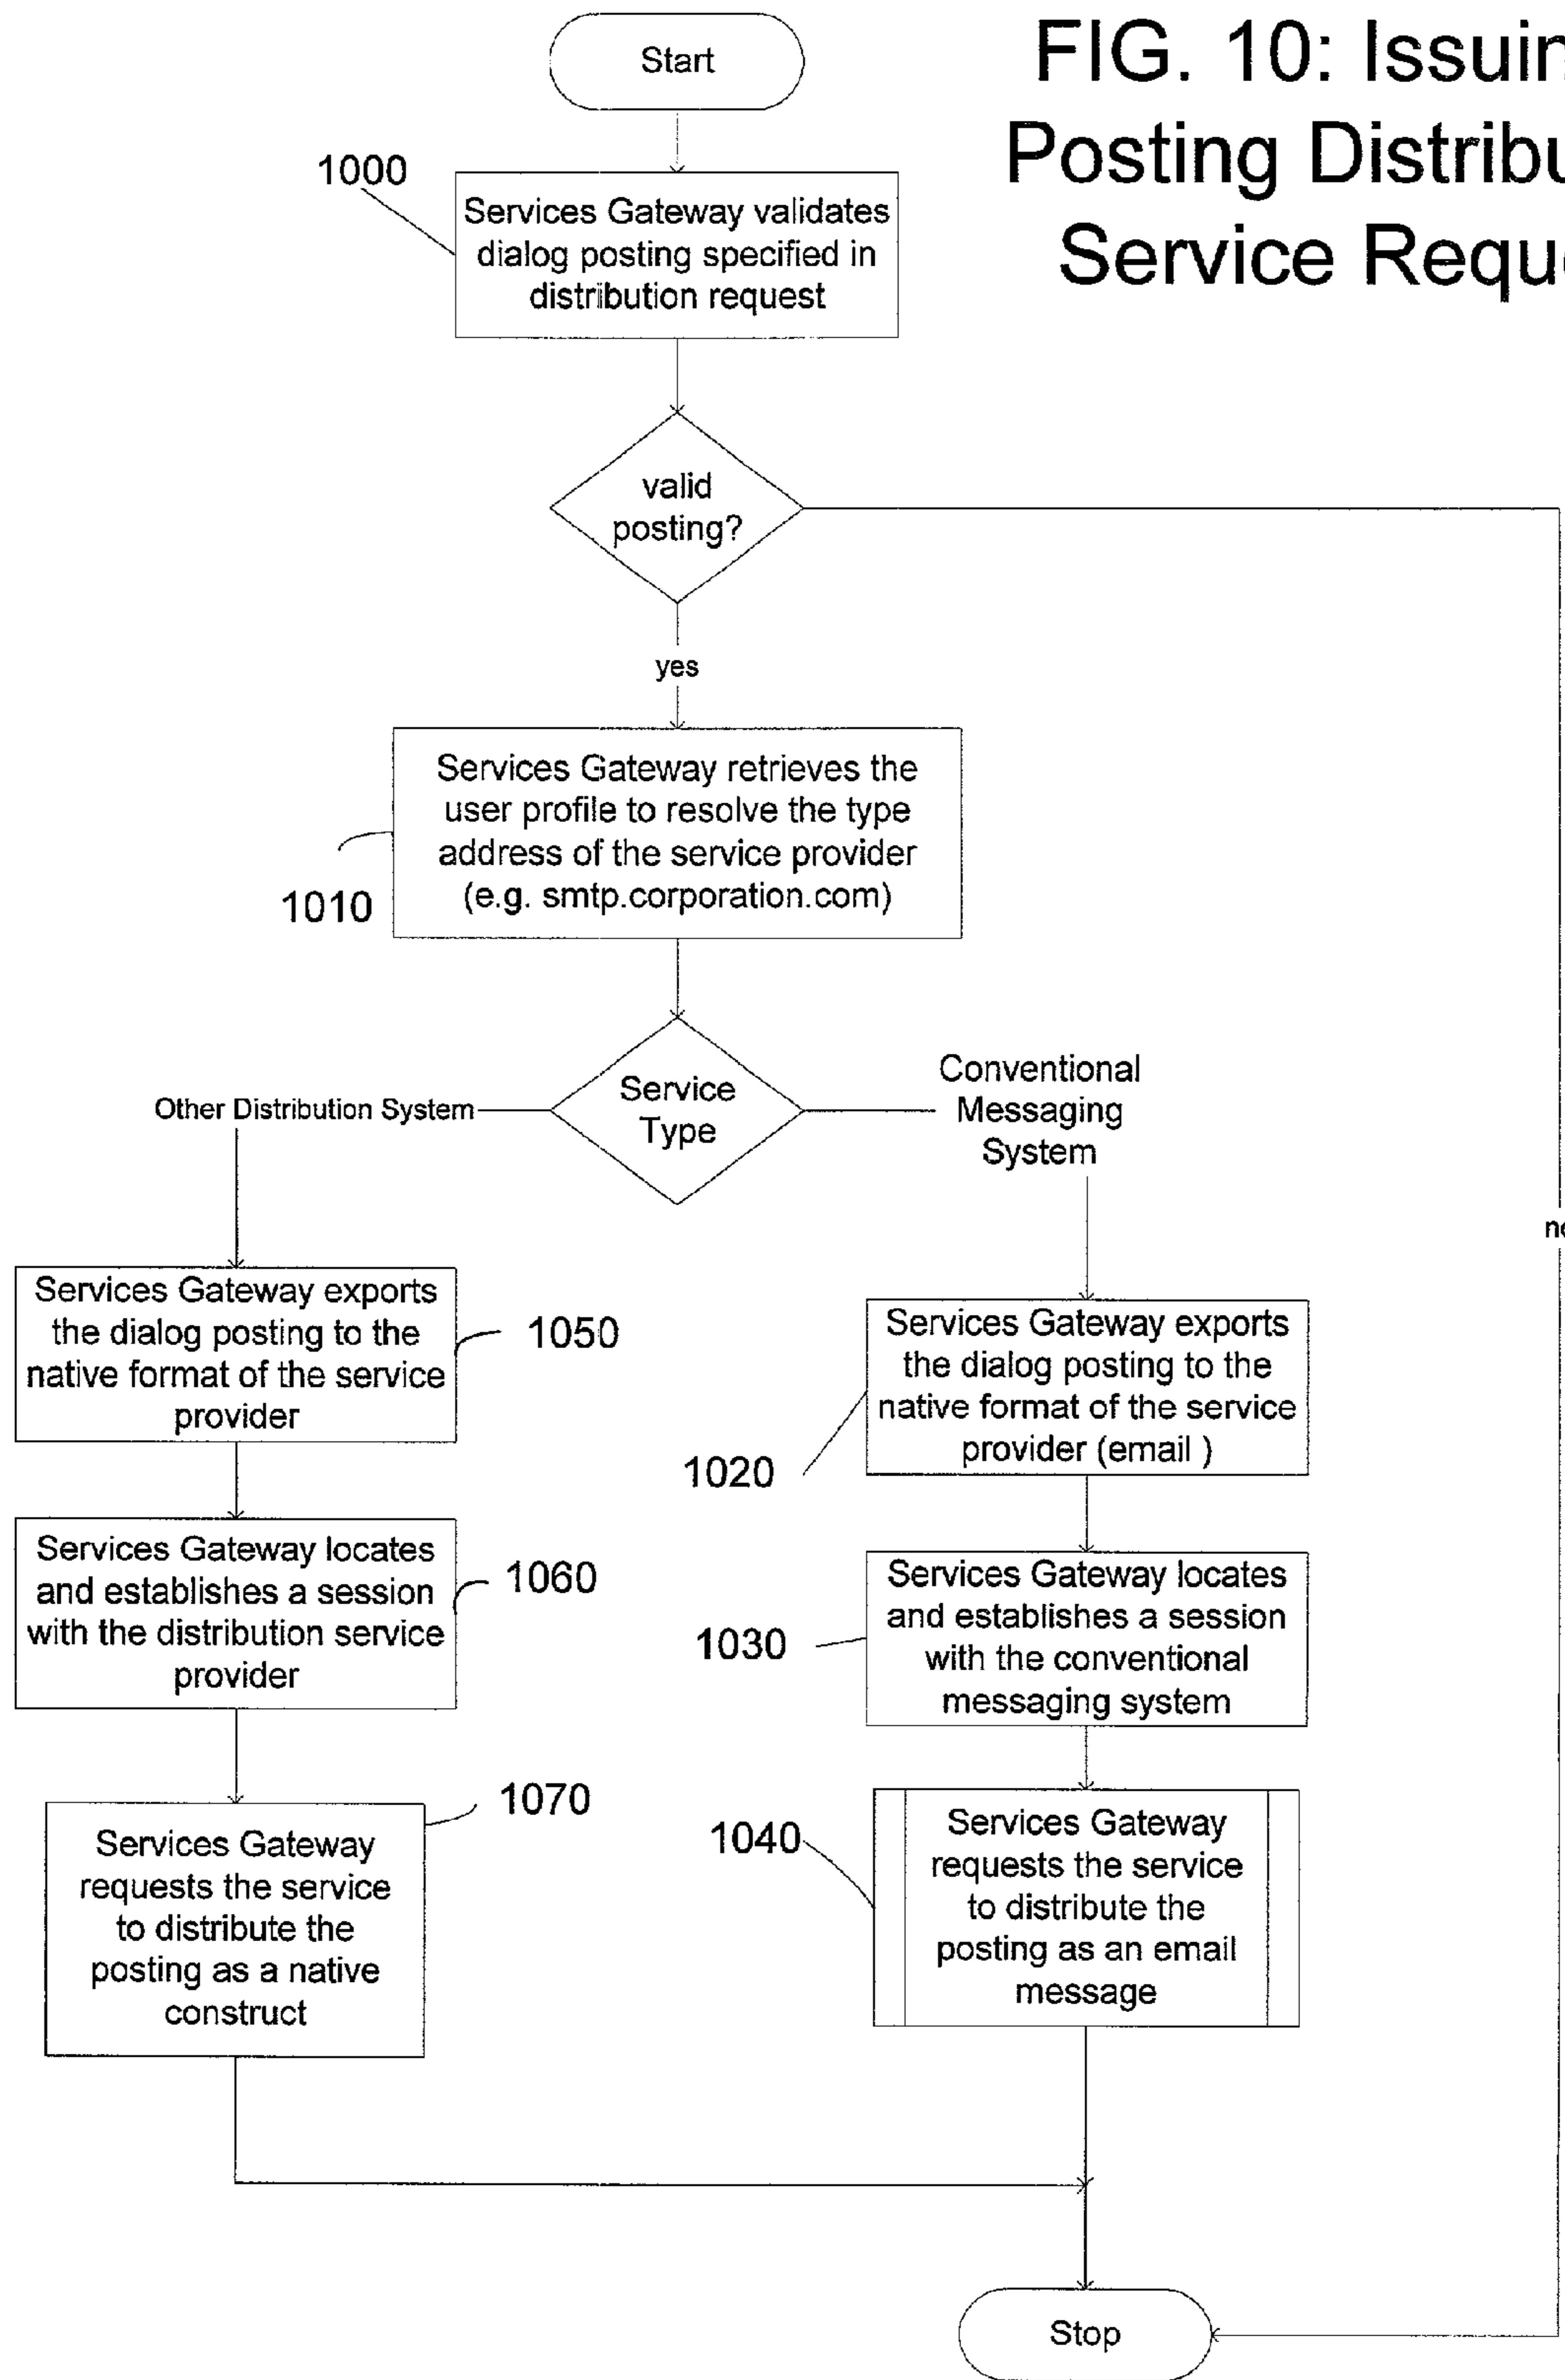 Start
FIG. 10:
Posting
Service
1000
Services Gateway validates
dialog posting specified in
distribution request
valid
posting?
yes
Services Gateway retrieves the
user profile to resolve the type
address of the service provider
(e.g. smtp.corporation.com)
1010
Service
Type
Other Distribution System
Conventional
Messaging
System
Services Gateway exports
the dialog posting to the
native format of the service
provider
1050
Services Gateway exports
the dialog posting to the
native format of the service
provider (email )
1020
Services Gateway locates
and establishes a session
with the distribution service
provider
1060
Services Gateway locates
and establishes a session
with the conventional
messaging system
1030
Services Gateway
requests the service
to distribute the
posting as a native
construct
1070
Services Gateway
requests the service
to distribute the
posting as an email
message
1040
Stop